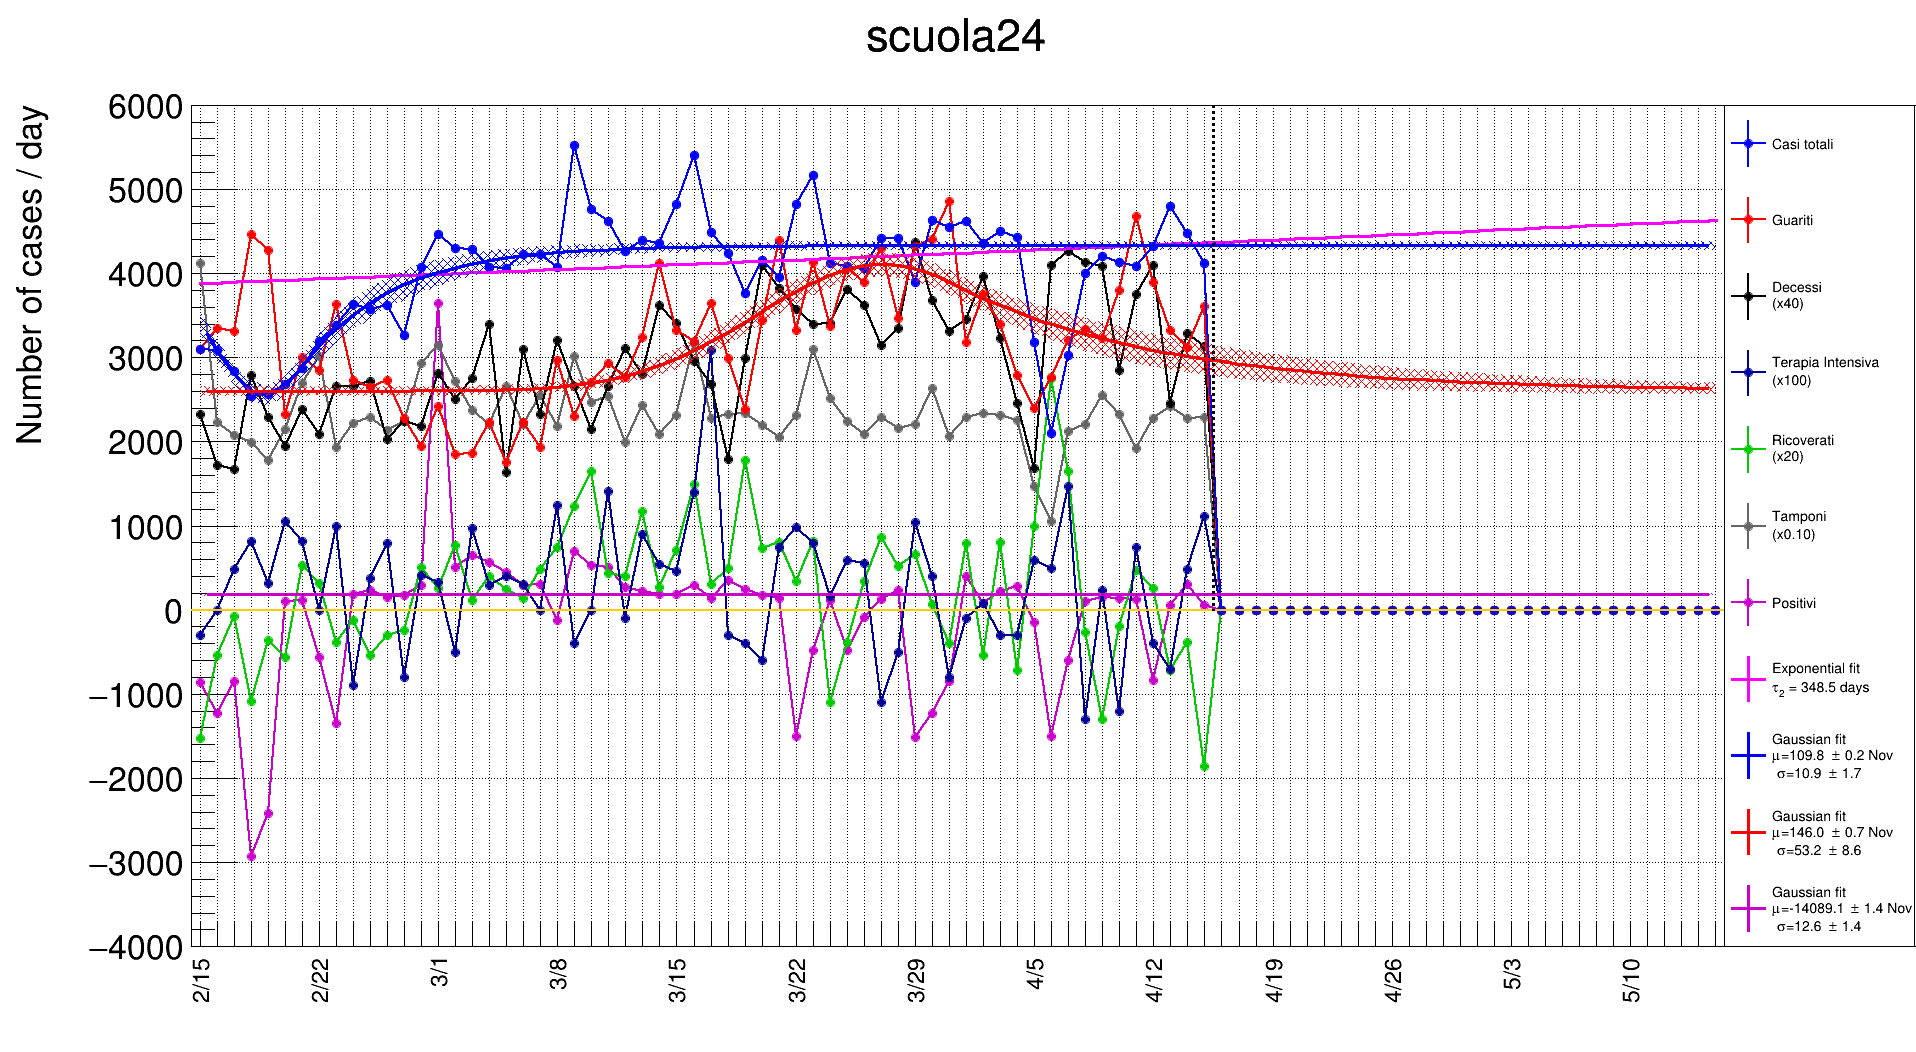 scuola24
Number of cases / day
6000
5000
4000
3000
2000
1000
0
−1000
−2000
−3000
−4000
2/15
2/22
3/1
3/8
3/15
3/22
3/29
4/5
4/12
4/19
4/26
5/3
5/10
Casi totali
Guariti
Decessi
(x40)
Terapia Intensiva
(x100)
Ricoverati
(x20)
Tamponi
(x0.10)
Positivi
Exponential fit
τ2 = 348.5 days
Gaussian fit
μ=109.8 ± 0.2 Nov
σ=10.9 ± 1.7
Gaussian fit
μ=146.0 ± 0.7 Nov
σ=53.2 ± 8.6
Gaussian fit
μ=-14089.1 ± 1.4 Nov
σ=12.6 ± 1.4